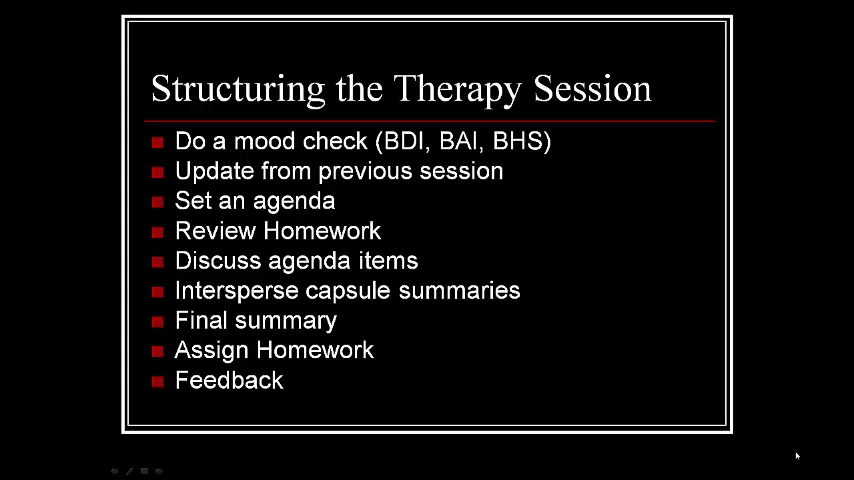 Structuring the Therapy Session
Do a mood check (BDI, BAI, BHS)
Update from previous session
Set an agenda
Review Homework
Discuss agenda items
Intersperse capsule summaries
Final summary
Assign Homework
Feedback